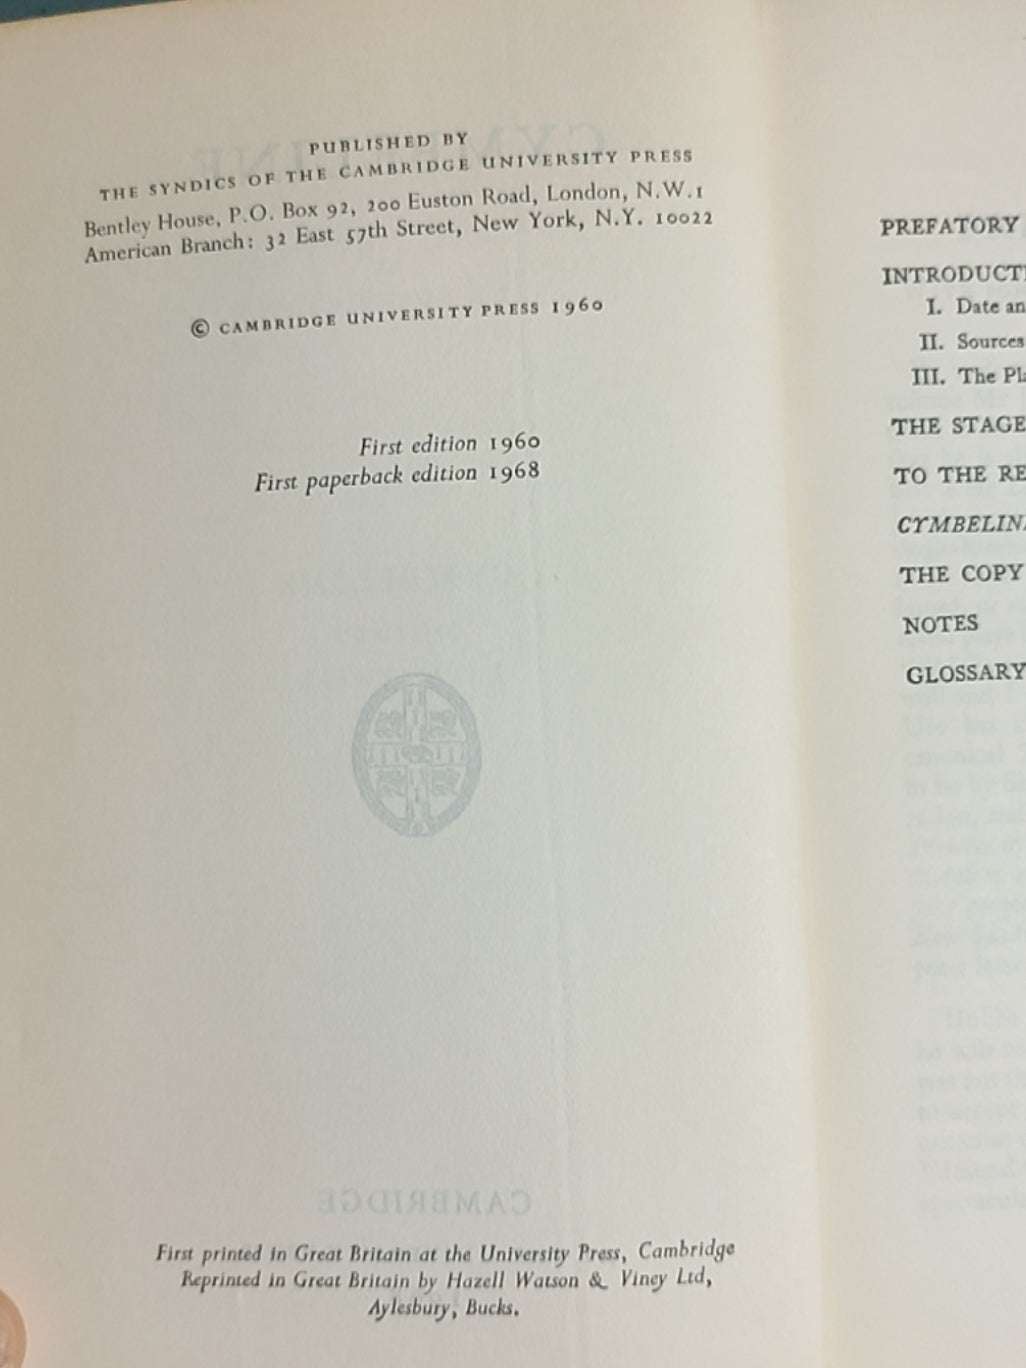 PUBLISHED BY
THE SYNDICS OF THE CAMBRIDGE UNIVERSITY PRESS
Bentley House, P.O. Box 92, 200 Euston Road, London, N.W.1
American Branch: 32 East 57th Street, New York, N.Y. 10022
© CAMBRIDGE UNIVERSITY PRESS 1960
First edition 1960
First paperback edition 1968
CAMBRIDGE
First printed in Great Britain at the University Press, Cambridge
Reprinted in Great Britain by Hazell Watson & Viney Ltd,
Aylesbury, Bucks.
PREFATORY
INTRODUCTI
I. Date an
II. Sources
III. The Pla
THE STAGE
TO THE RE
CYMBELIN
THE COPY
NOTES
GLOSSARY